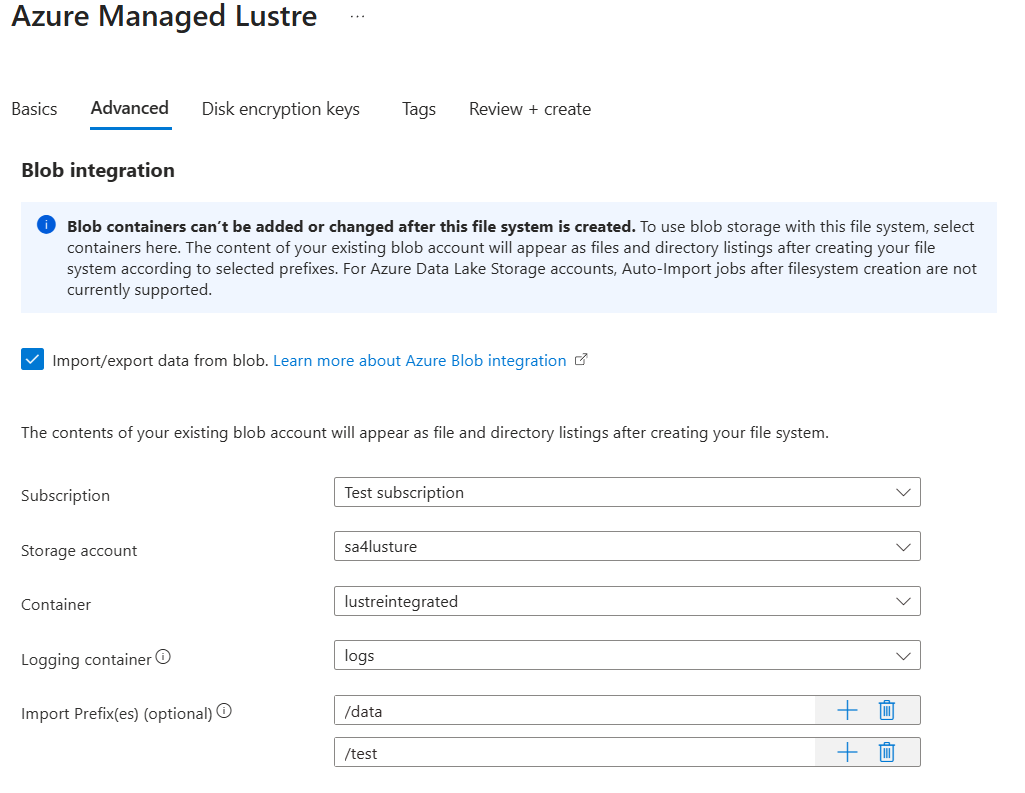 Azure Managed Lustre ...
Basics Advanced Disk encryption keys Tags Review + create
Blob integration
Blob containers can’t be added or changed after this file system is created. To use blob storage with this file system, select
containers here. The content of your existing blob account will appear as files and directory listings after creating your file
system according to selected prefixes. For Azure Data Lake Storage accounts, Auto-Import jobs after filesystem creation are not
currently supported.
Import/export data from blob. Learn more about Azure Blob integration
The contents of your existing blob account will appear as file and directory listings after creating your file system.
Subscription Test subscription
Storage account sa4lusture
Container lustreintegrated
Logging container logs
Import Prefix(es) (optional) /data
/test